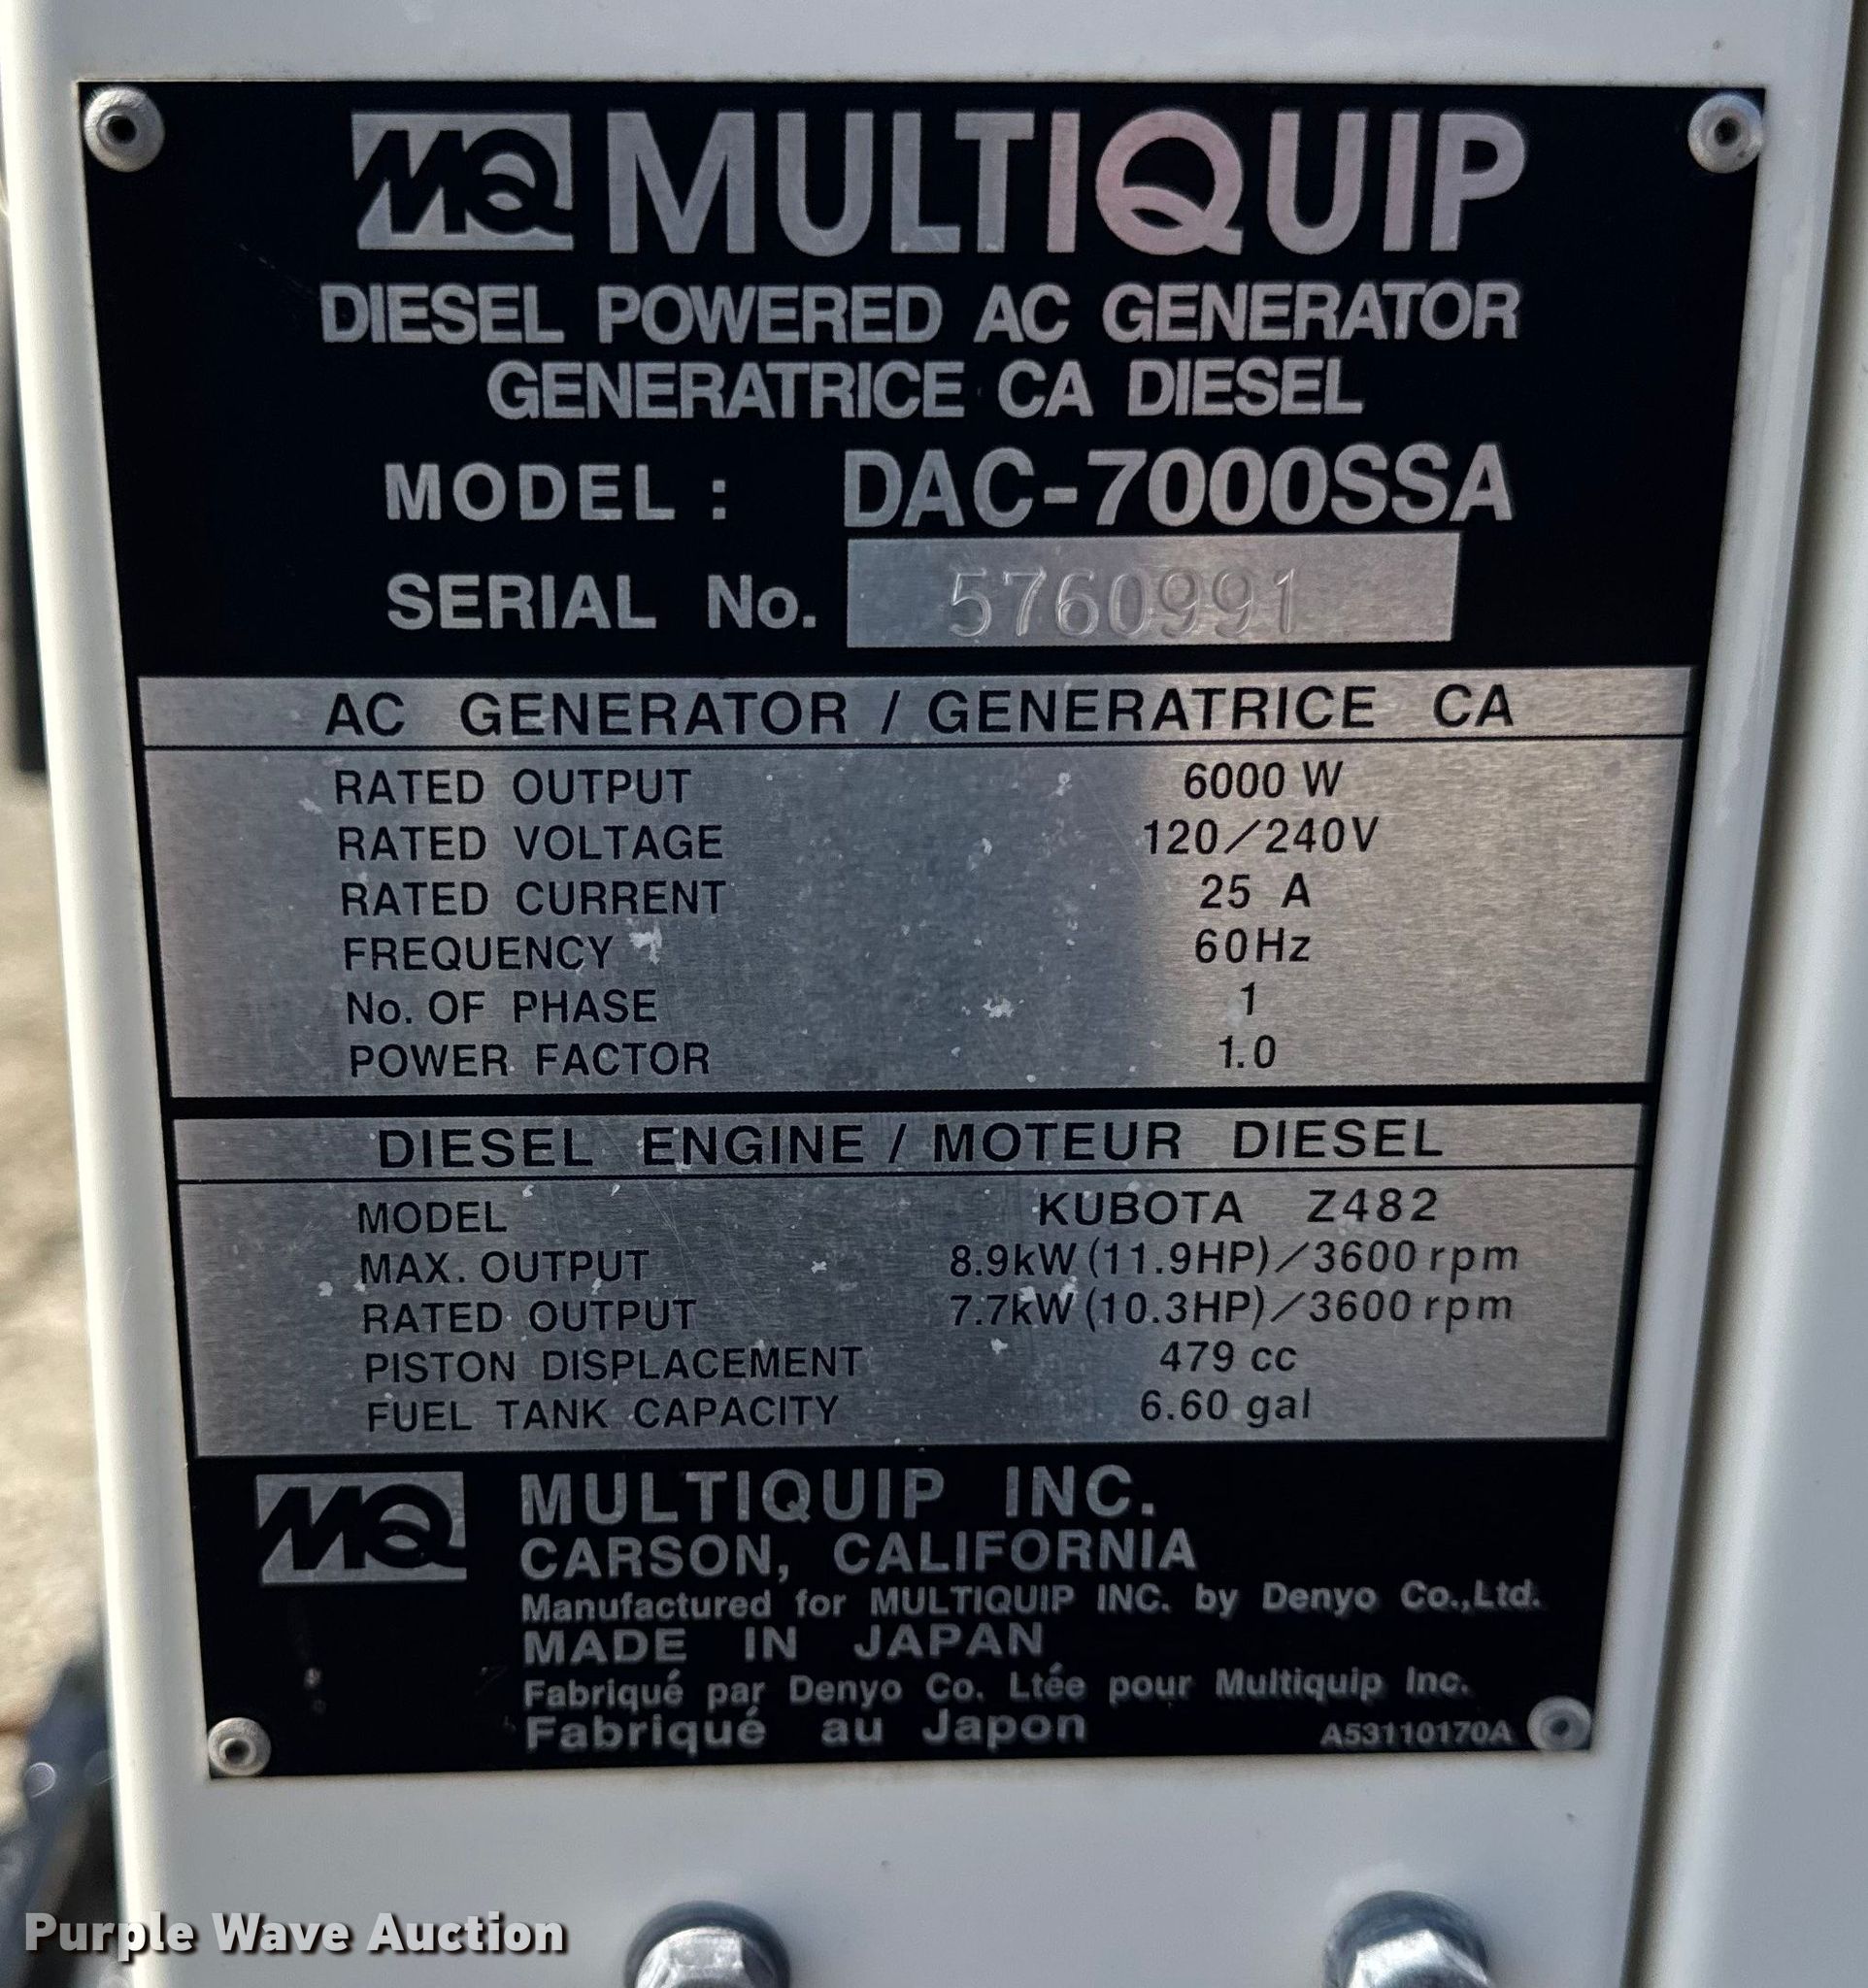 MQ MULTIQUIP
DIESEL POWERED AC GENERATOR
GENERATRICE CA DIESEL
MODEL : DAC-7000SSA
SERIAL No. 5760991
AC GENERATOR / GENERATRICE CA
RATED OUTPUT 6000 W
RATED VOLTAGE 120/240V
RATED CURRENT 25 A
FREQUENCY 60Hz
No. OF PHASE 1
POWER FACTOR 1.0
DIESEL ENGINE / MOTEUR DIESEL
MODEL KUBOTA Z482
MAX. OUTPUT 8.9kW (11.9HP)/3600 rpm
RATED OUTPUT 7.7kW (10.3HP)/3600 rpm
PISTON DISPLACEMENT 479 cc
FUEL TANK CAPACITY 6.60 gal
MQ MULTIQUIP INC.
CARSON, CALIFORNIA
Manufactured for MULTIQUIP INC. by Denyo Co.,Ltd.
MADE IN JAPAN
Fabriqué par Denyo Co. Ltée pour Multiquip Inc.
Fabriqué au Japon A53110170A
Purple Wave Auction